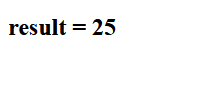 result = 25